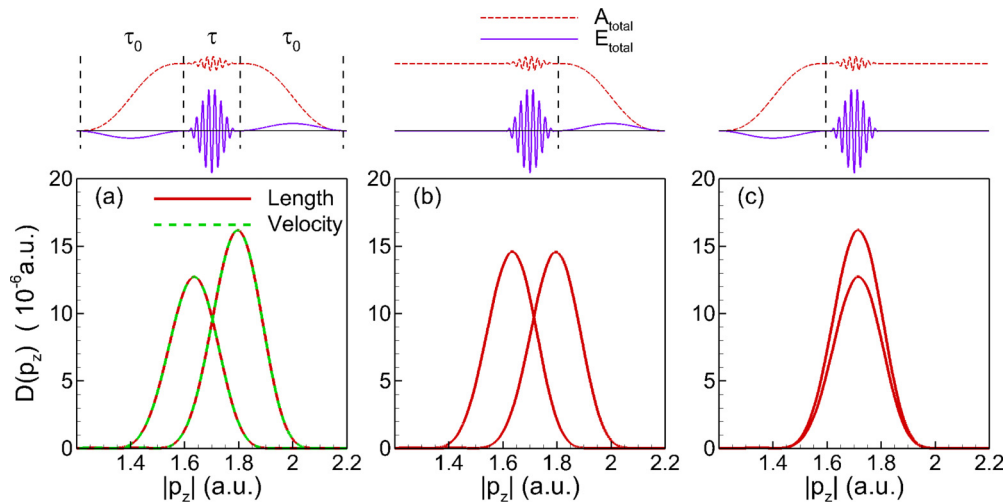 τ₀ τ τ₀
A_total
E_total
(a) Length
Velocity
(b)
(c)
D(p_z) ( 10⁻⁶a.u.)
20
15
10
5
0
1.4 1.6 1.8 2 2.2
|p_z| (a.u.)
20
15
10
5
0
1.4 1.6 1.8 2 2.2
|p_z| (a.u.)
20
15
10
5
0
1.4 1.6 1.8 2 2.2
|p_z| (a.u.)